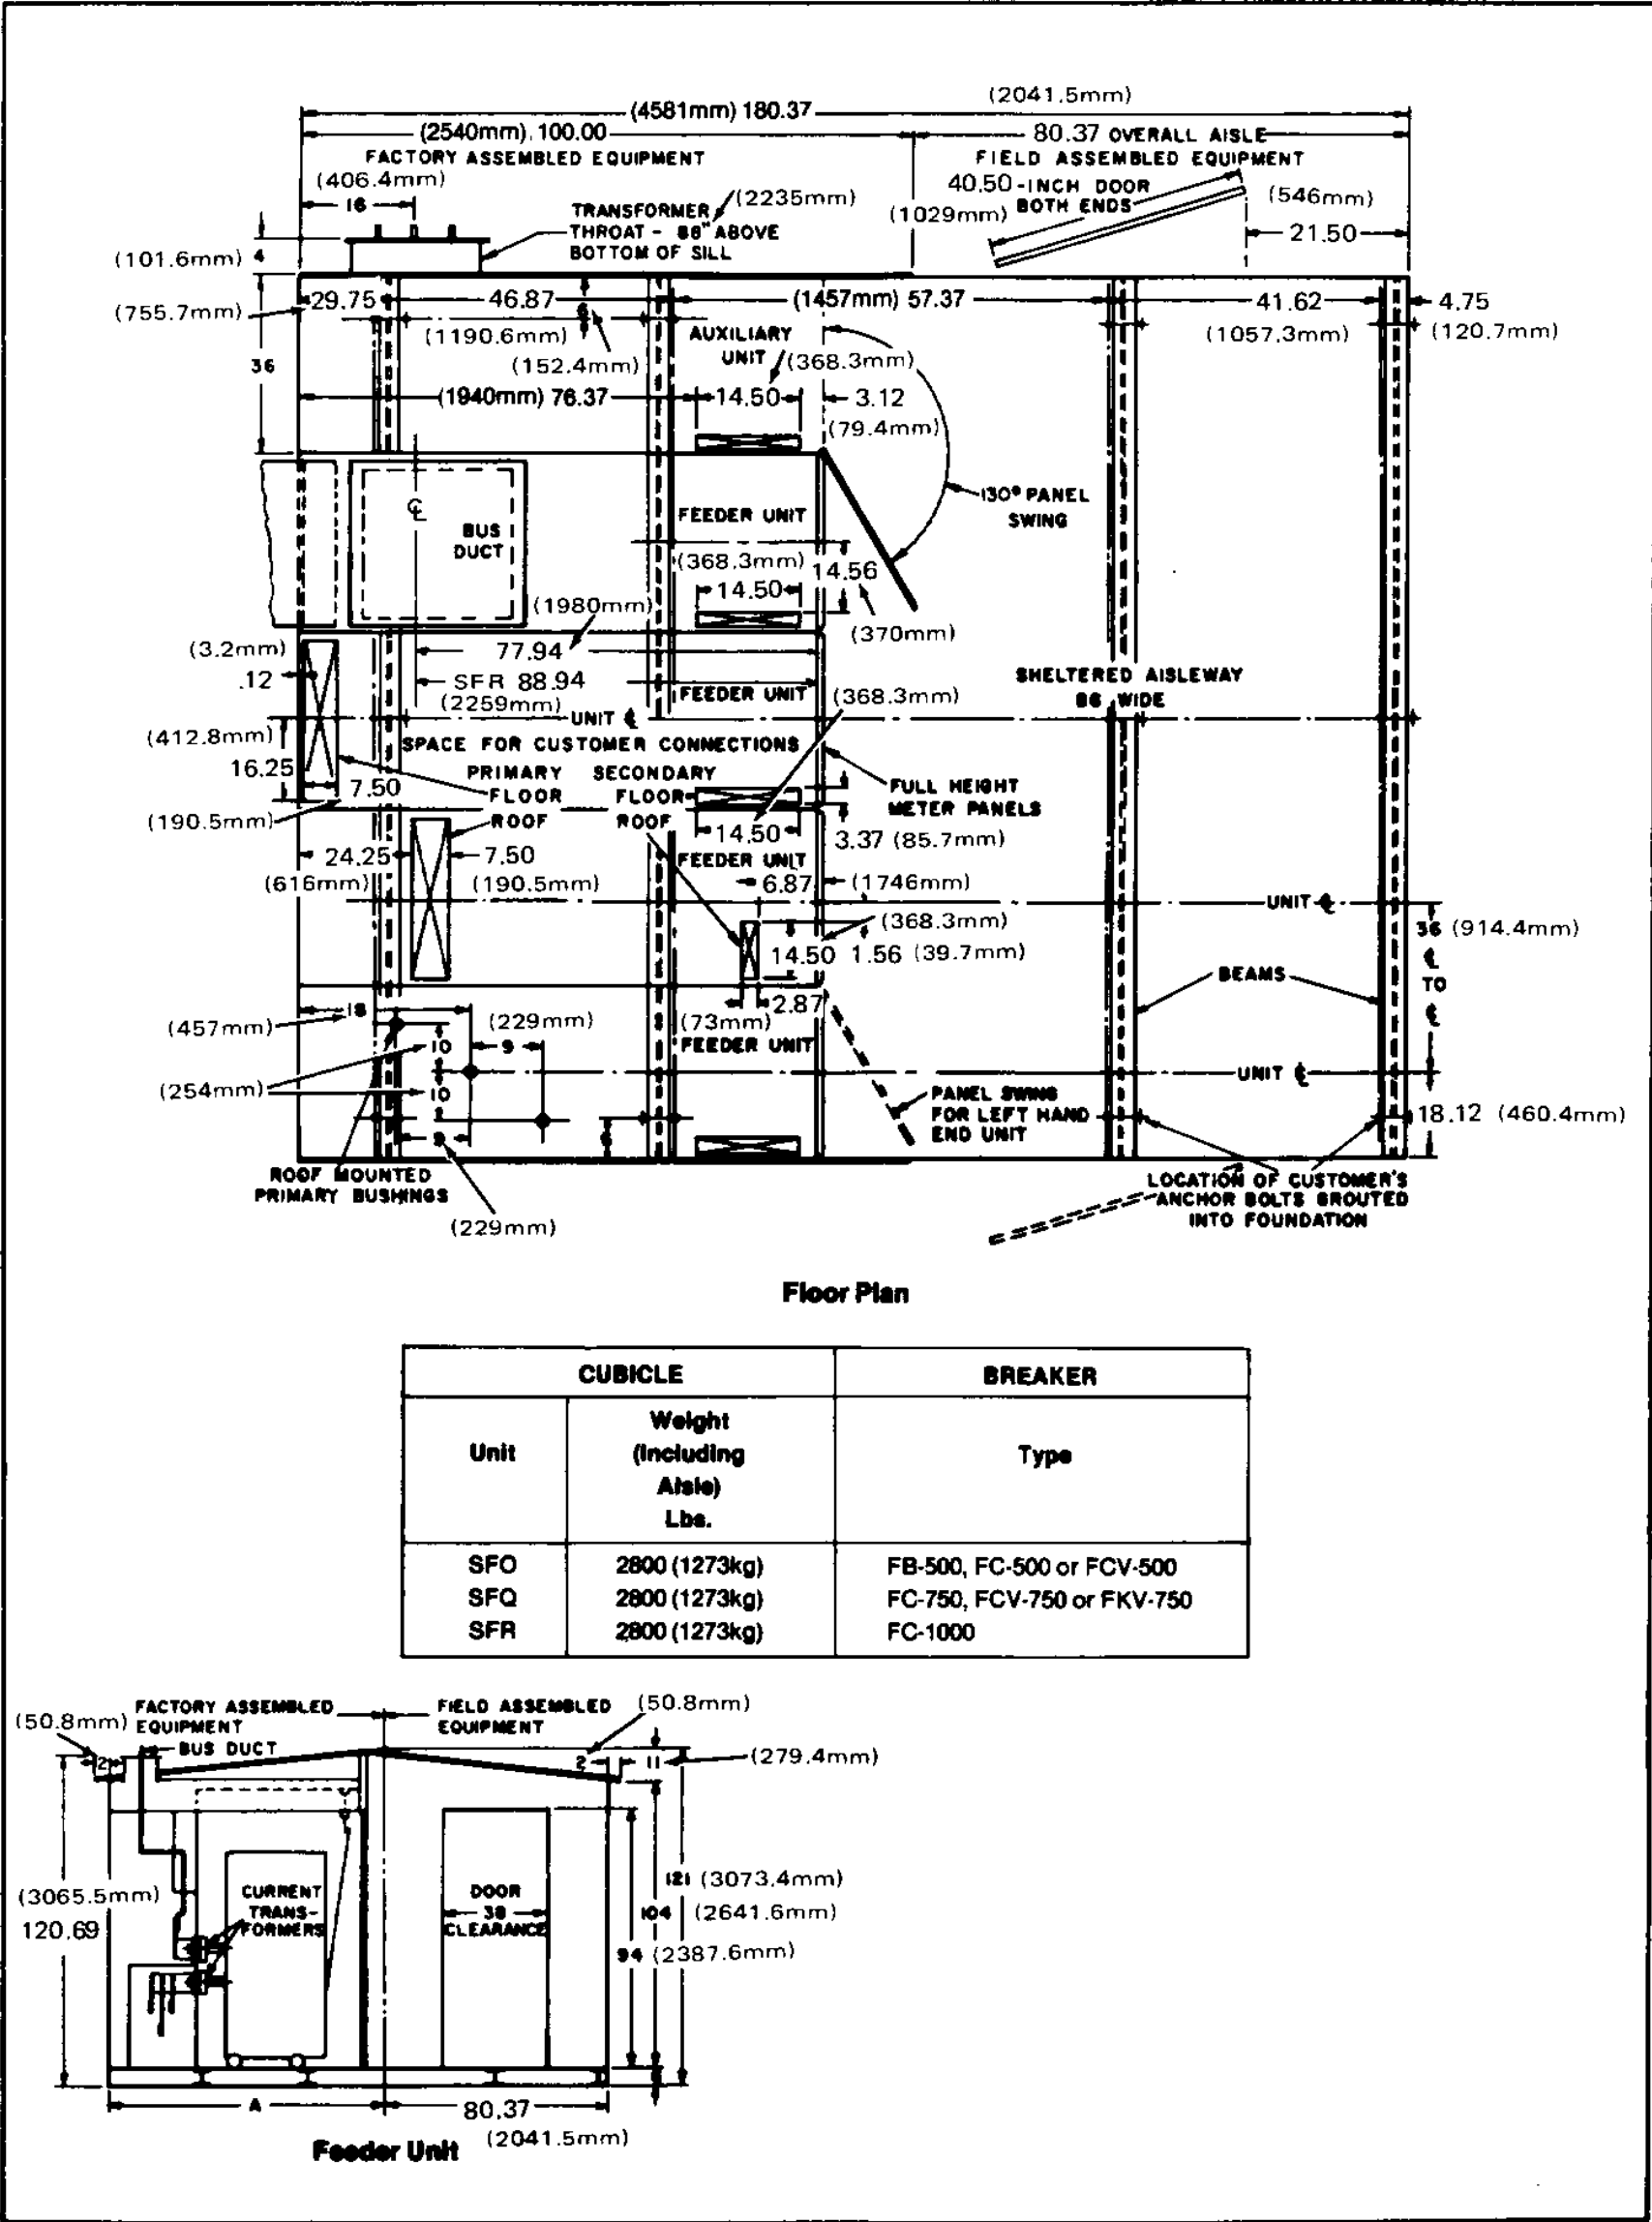 (2041.5mm)
(4581mm) 180.37
(2540mm). 100.00
80.37 OVERALL AISLE
FACTORY ASSEMBLED EQUIPMENT
FIELD ASSEMBLED EQUIPMENT
(406.4mm)
16
40.50-INCH DOOR
BOTH ENDS
(1029mm)
(546mm)
21.50
TRANSFORMER
THROAT - 88" ABOVE
BOTTOM OF SILL
(2235mm)
(101.6mm) 4
29.75
46.87
(1457mm) 57.37
41.62
4.75
(755.7mm)
(1190.6mm)
6
(152.4mm)
(1057.3mm)
(120.7mm)
AUXILIARY
UNIT
(368.3mm)
36
(1940mm) 76.37
14.50
3.12
(79.4mm)
130° PANEL
SWING
℄
BUS
DUCT
FEEDER UNIT
(368.3mm)
14.50
14.56
(370mm)
(1980mm)
77.94
SFR 88.94
(2259mm)
(3.2mm)
.12
FEEDER UNIT
(368.3mm)
SHELTERED AISLEWAY
86 WIDE
UNIT ℄
(412.8mm)
16.25
7.50
(190.5mm)
SPACE FOR CUSTOMER CONNECTIONS
PRIMARY SECONDARY
FLOOR FLOOR
ROOF ROOF
FULL HEIGHT
METER PANELS
14.50
3.37 (85.7mm)
24.25
7.50
(616mm)
(190.5mm)
FEEDER UNIT
6.87
(1746mm)
UNIT ℄
(368.3mm)
14.50
1.56 (39.7mm)
36 (914.4mm)
℄
TO
℄
BEAMS
2.87
(73mm)
18
(457mm)
(229mm)
10
9
FEEDER UNIT
(254mm)
10
9
6
UNIT ℄
PANEL SWING
FOR LEFT HAND
END UNIT
18.12 (460.4mm)
ROOF MOUNTED
PRIMARY BUSHINGS
(229mm)
LOCATION OF CUSTOMER'S
ANCHOR BOLTS GROUTED
INTO FOUNDATION
Floor Plan
CUBICLE BREAKER
Unit
Weight
(Including
Aisle)
Lbs.
Type
SFO 2800 (1273kg) FB-500, FC-500 or FCV-500
SFQ 2800 (1273kg) FC-750, FCV-750 or FKV-750
SFR 2800 (1273kg) FC-1000
(50.8mm)
FACTORY ASSEMBLED
EQUIPMENT
BUS DUCT
FIELD ASSEMBLED
EQUIPMENT
(50.8mm)
2
2
11
(279.4mm)
CURRENT
TRANS-
FORMERS
DOOR
38
CLEARANCE
121 (3073.4mm)
104 (2641.6mm)
94 (2387.6mm)
(3065.5mm)
120.69
A
80.37
(2041.5mm)
Feeder Unit